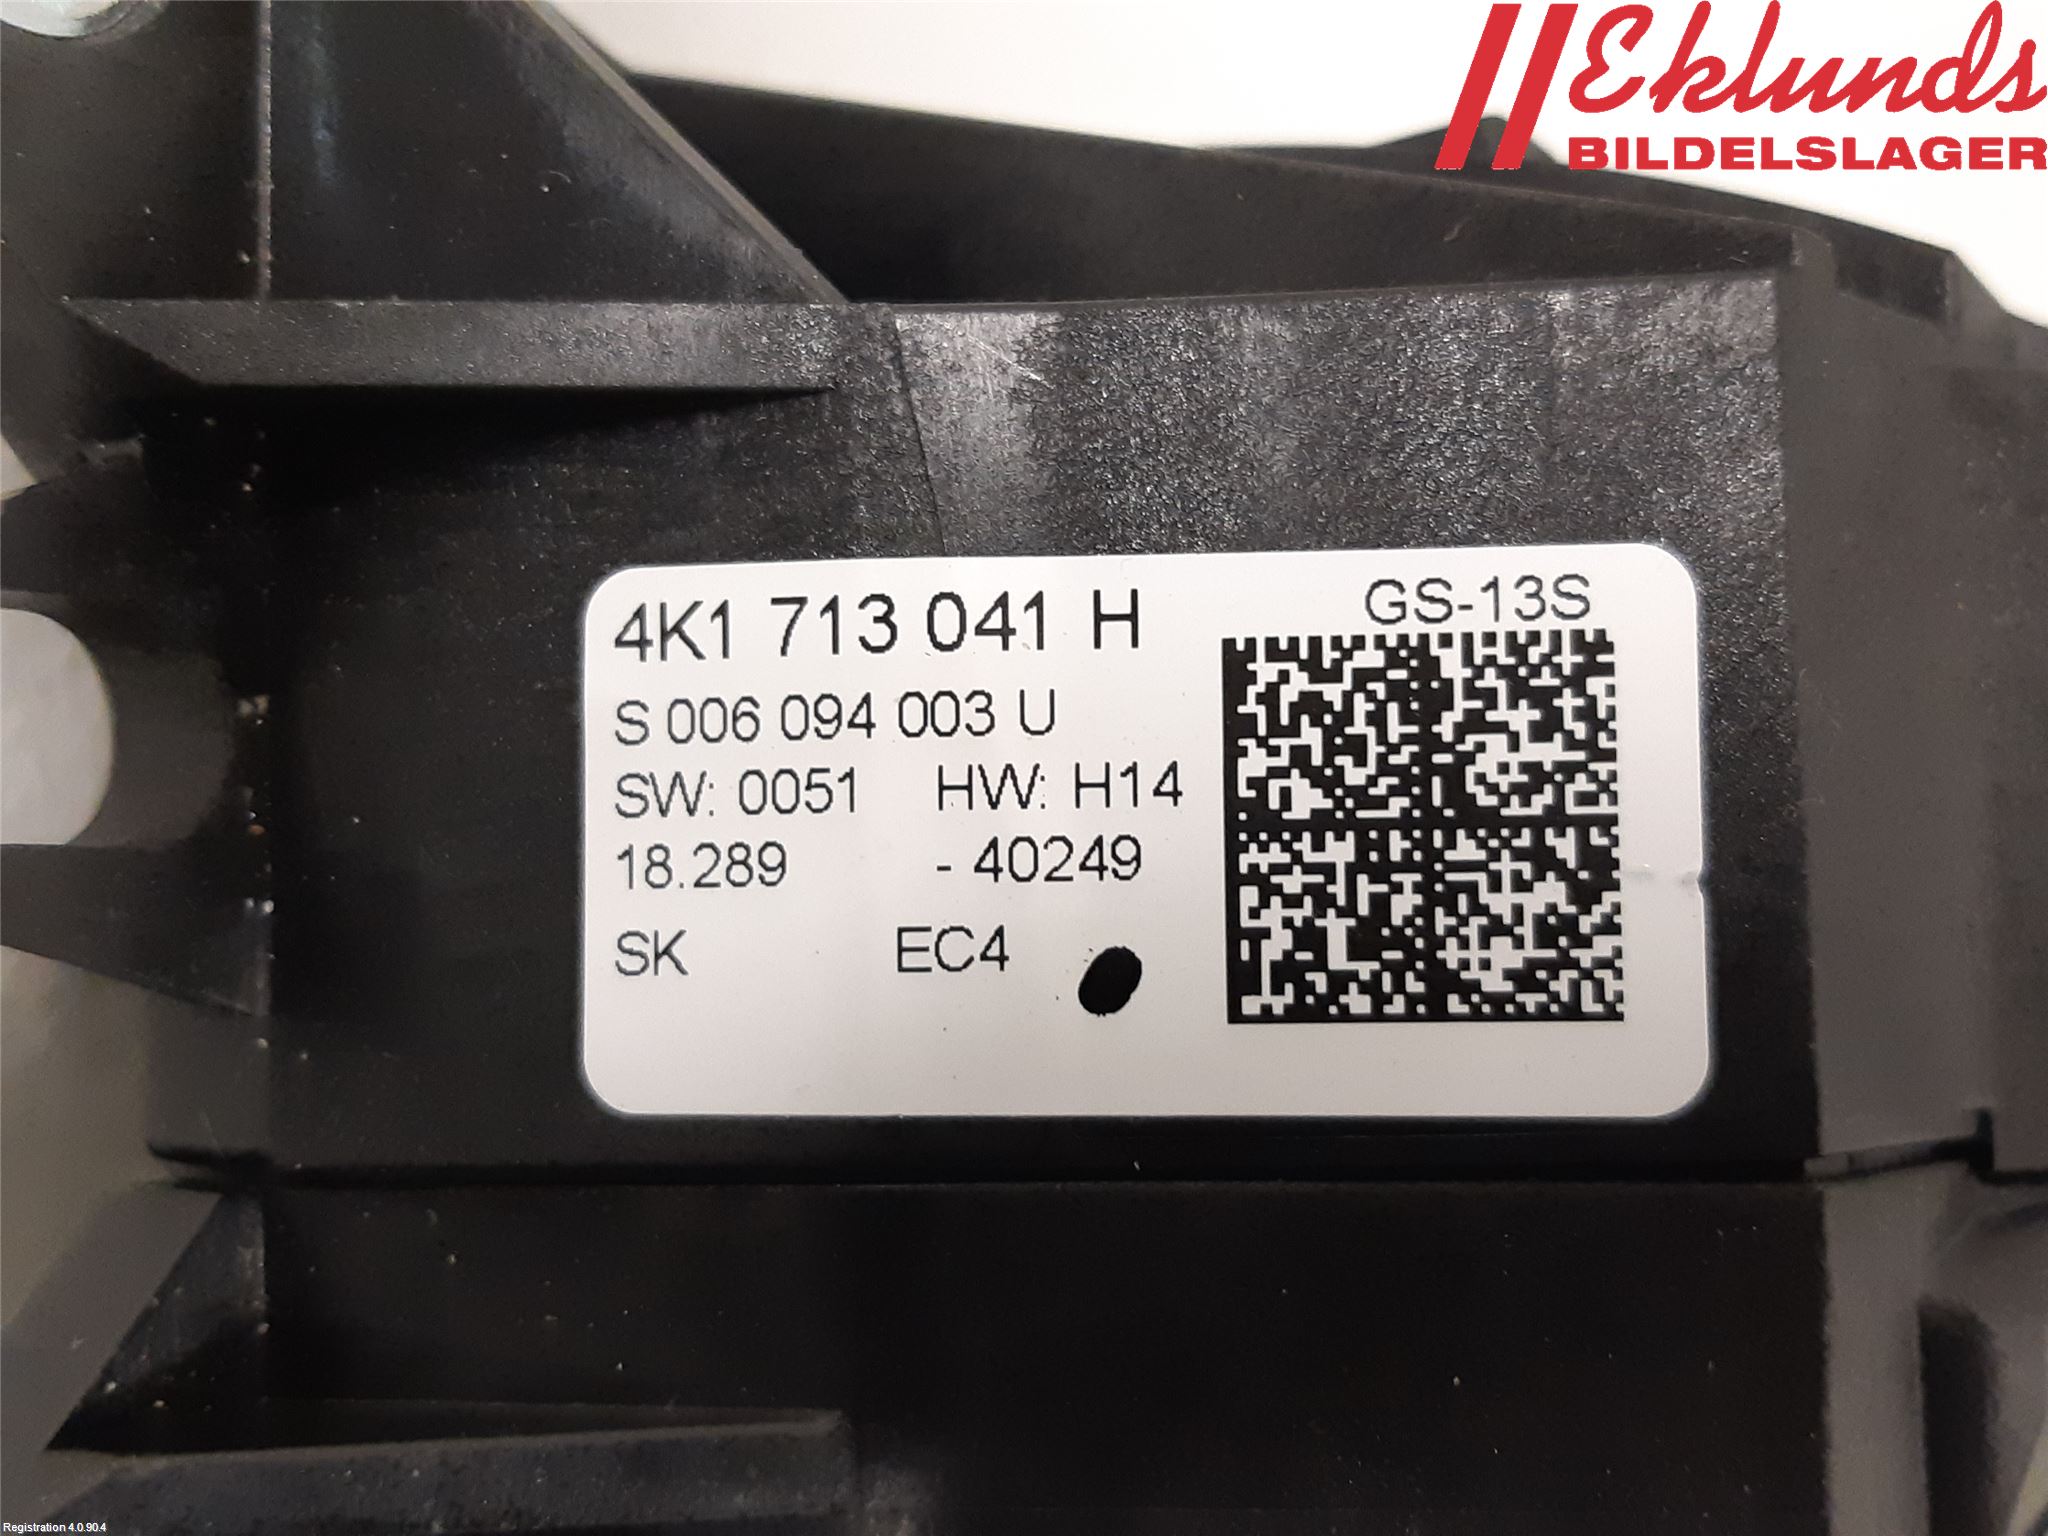 Eklunds
BILDELSLAGER
4K1 713 041 H
GS-13S
S 006 094 003 U
SW: 0051 HW: H14
18.289 - 40249
SK EC4
Registration 4.0.90.4